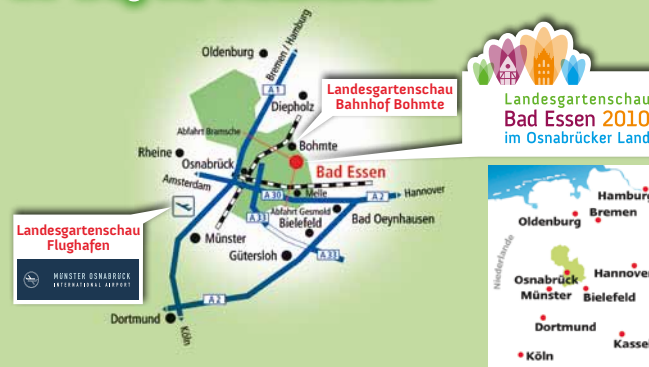 Oldenburg
Bremen / Hamburg
A1
Diepholz
Landesgartenschau
Bahnhof Bohmte
Landesgartenschau
Bad Essen 2010
im Osnabrücker Land
Abfahrt Bramsche
Bohmte
Rheine
Osnabrück
Bad Essen
Amsterdam
A30
Melle
A2
Hannover
A33
Abfahrt Gesmold
Bielefeld
Bad Oeynhausen
Landesgartenschau
Flughafen
MÜNSTER OSNABRÜCK
INTERNATIONAL AIRPORT
Münster
Gütersloh
A33
A2
Dortmund
Köln
Hamburg
Bremen
Oldenburg
Niederlande
Osnabrück
Hannover
Münster
Bielefeld
Dortmund
Kassel
Köln